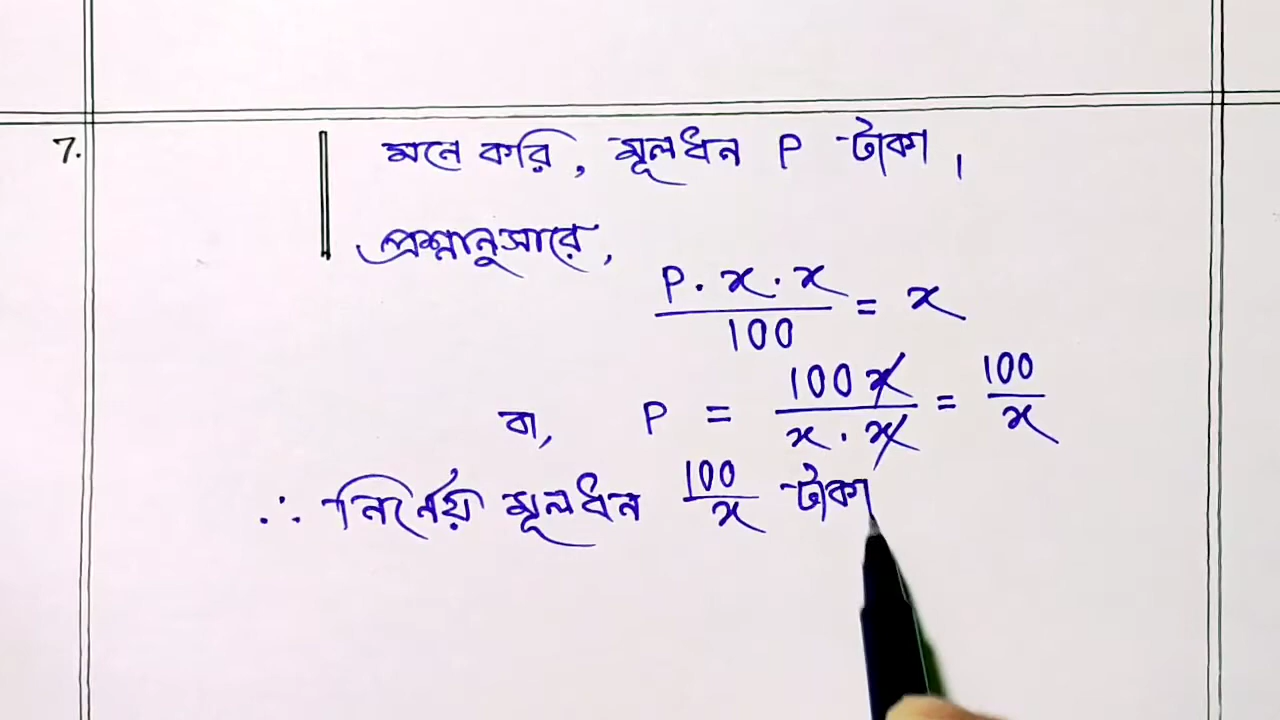 7. মনে করি, মূলধন P টাকা ।
প্রশ্নানুসারে,
P . x . x / 100 = x
বা, P = 100x / x . x = 100 / x
∴ নির্ণেয় মূলধন 100 / x টাকা